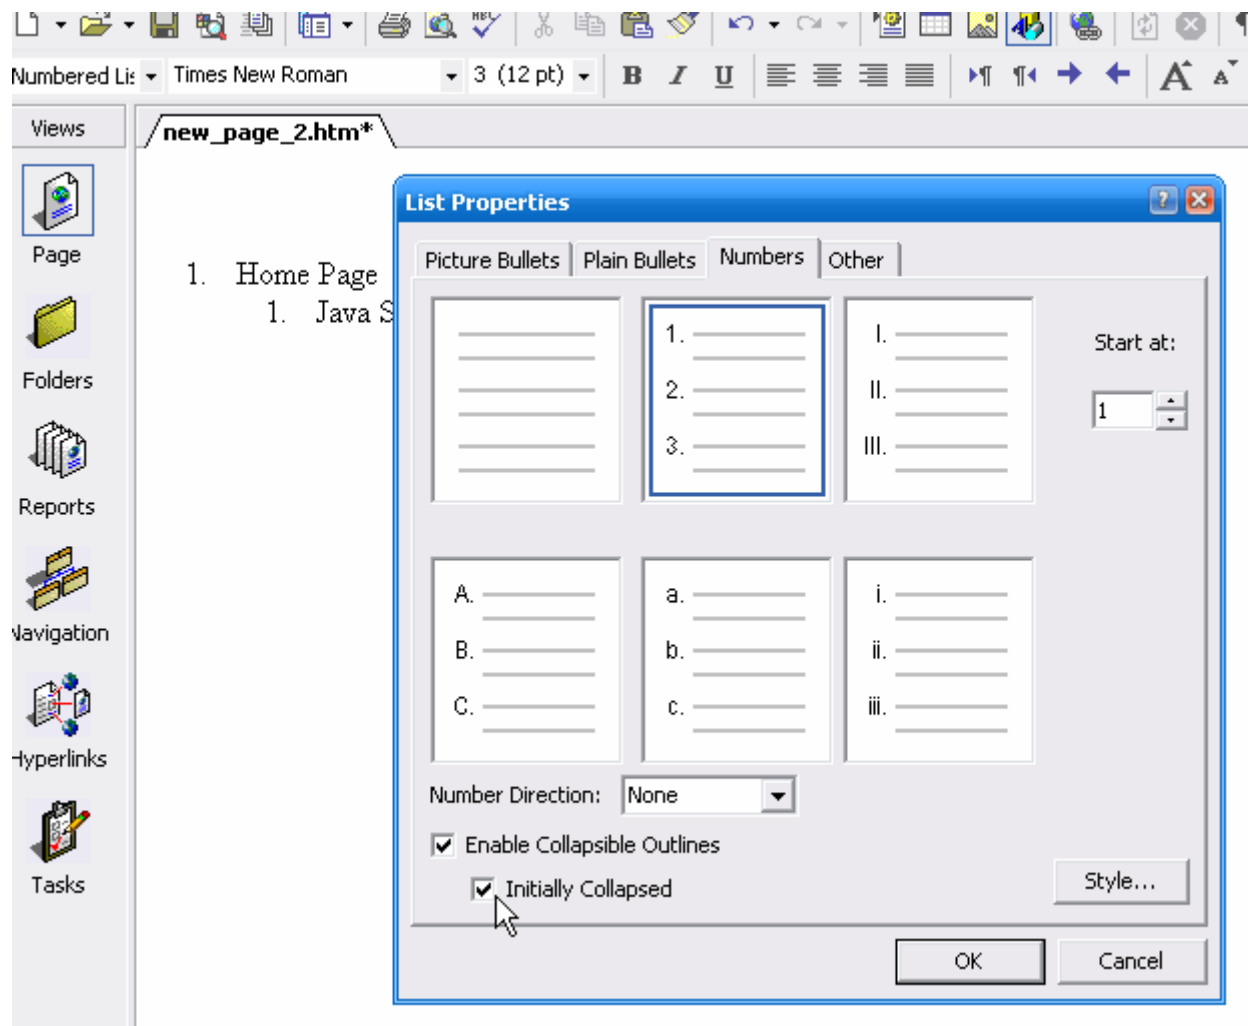 Numbered Lis Times New Roman 3 (12 pt) B I U A A
Views
new_page_2.htm*
Page
Folders
Reports
Navigation
Hyperlinks
Tasks
1. Home Page
1. Java S
List Properties
Picture Bullets Plain Bullets Numbers Other
1.
2.
3.
I.
II.
III.
Start at:
1
A.
B.
C.
a.
b.
c.
i.
ii.
iii.
Number Direction: None
Enable Collapsible Outlines
Initially Collapsed
Style...
OK Cancel